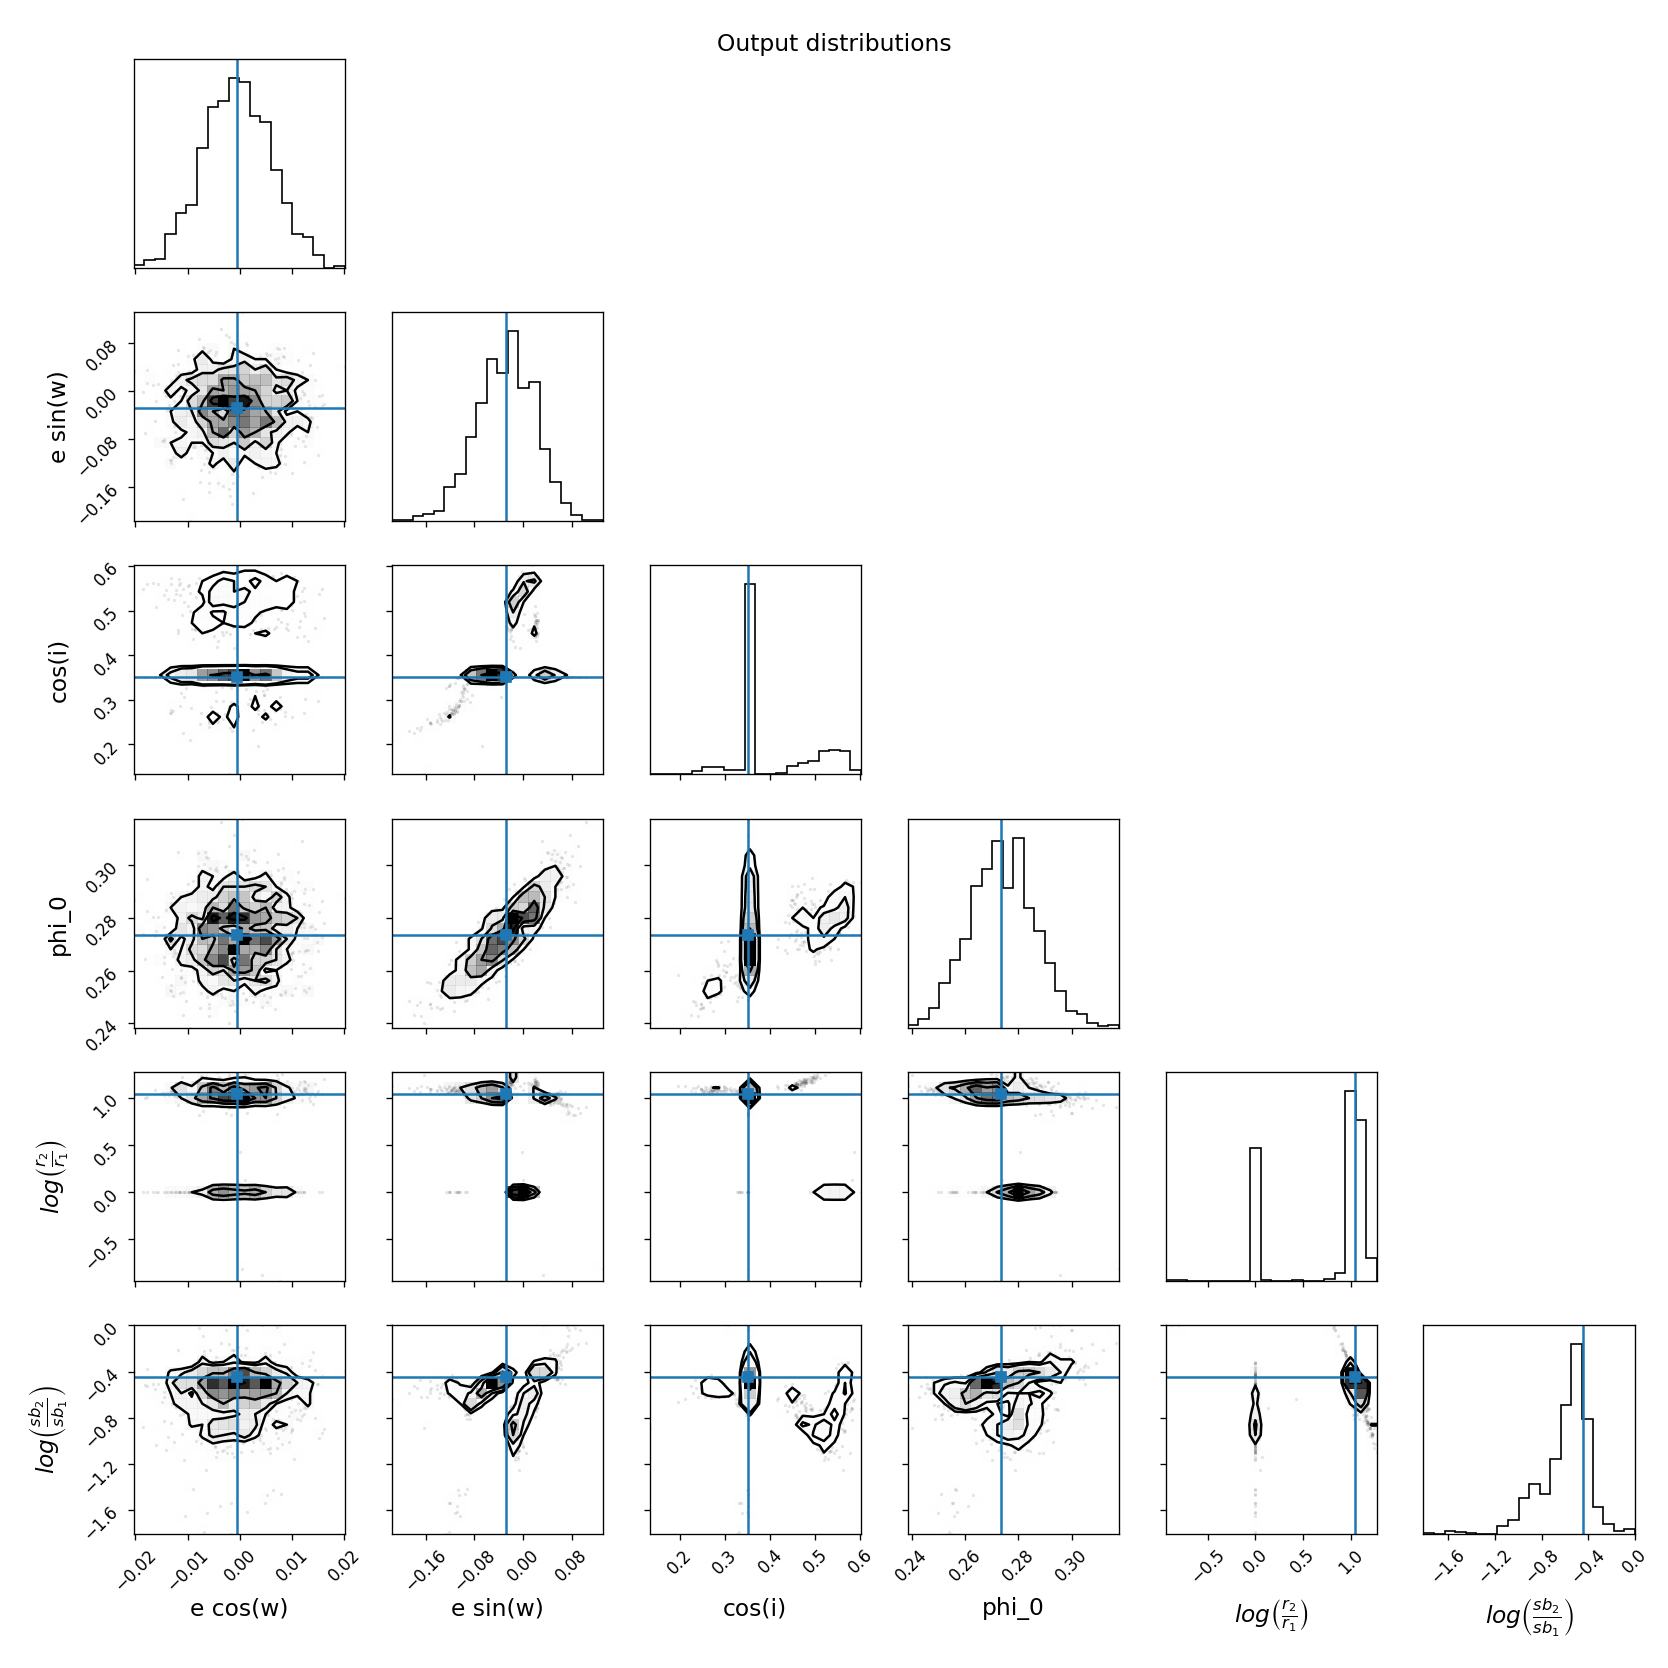 Output distributions
e sin(w)
0.08
0.00
−0.08
−0.16
cos(i)
0.6
0.5
0.4
0.3
0.2
phi_0
0.30
0.28
0.26
0.24
log(r₂/r₁)
1.0
0.5
0.0
−0.5
log(sb₂/sb₁)
0.0
−0.4
−0.8
−1.2
−1.6
−0.02 −0.01 0.00 0.01 0.02 −0.16 −0.08 0.00 0.08 0.2 0.3 0.4 0.5 0.6 0.24 0.26 0.28 0.30 −0.5 0.0 0.5 1.0 −1.6 −1.2 −0.8 −0.4 0.0
e cos(w) e sin(w) cos(i) phi_0 log(r₂/r₁) log(sb₂/sb₁)